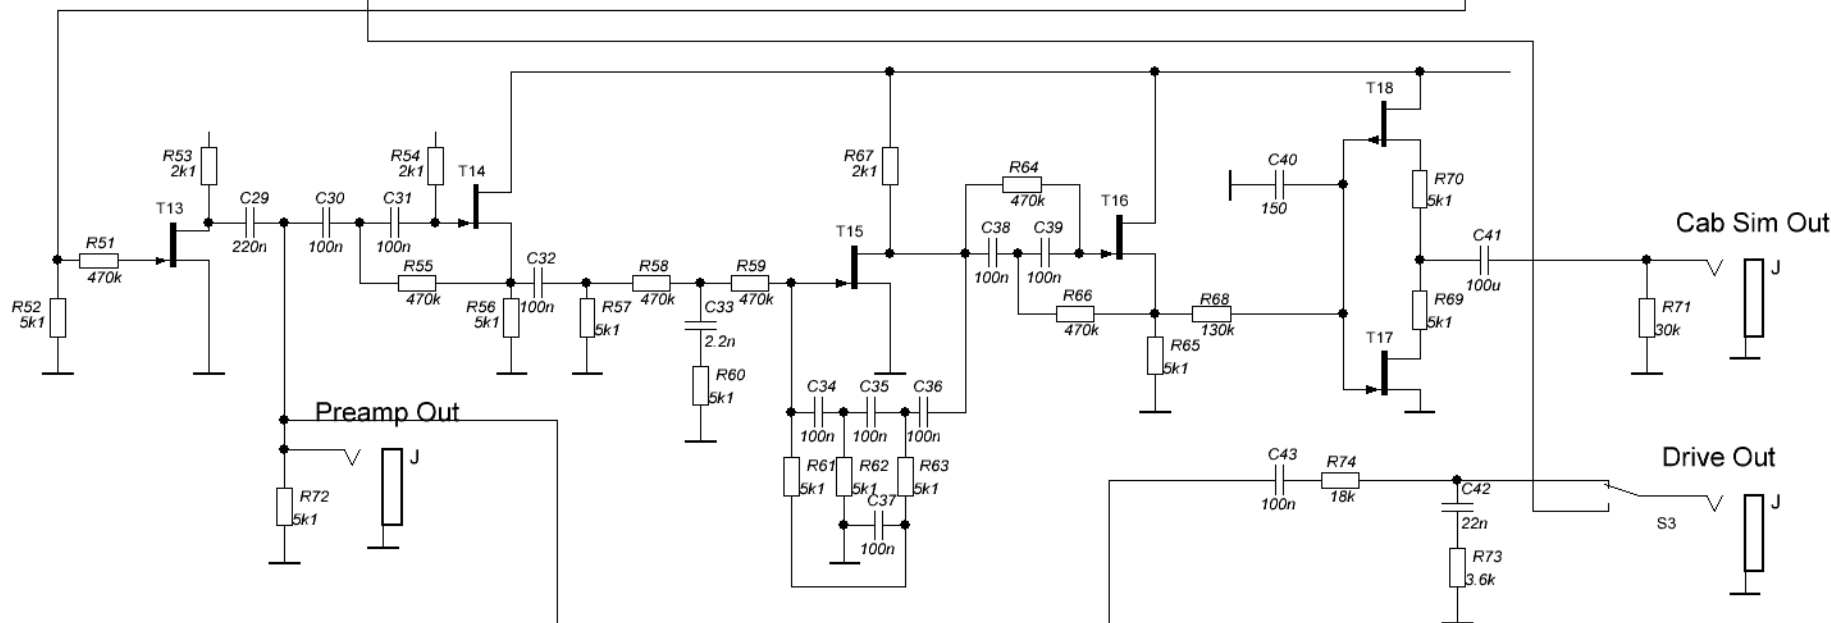 T18
R53
2k1
R54
2k1
T14
R67
2k1
R64
470k
C40
150
R70
5k1
T13
C29
220n
C30
100n
C31
100n
T16
Cab Sim Out
R51
470k
R55
470k
C32
100n
T15
C38
100n
C39
100n
C41
100u
J
R52
5k1
R56
5k1
R57
5k1
R58
470k
R59
470k
C33
2.2n
R66
470k
R68
130k
R69
5k1
R71
30k
T17
R65
5k1
R60
5k1
C34
100n
C35
100n
C36
100n
Preamp Out
J
R61
5k1
R62
5k1
R63
5k1
C37
100n
R72
5k1
C43
100n
R74
18k
C42
22n
Drive Out
J
S3
R73
3.6k